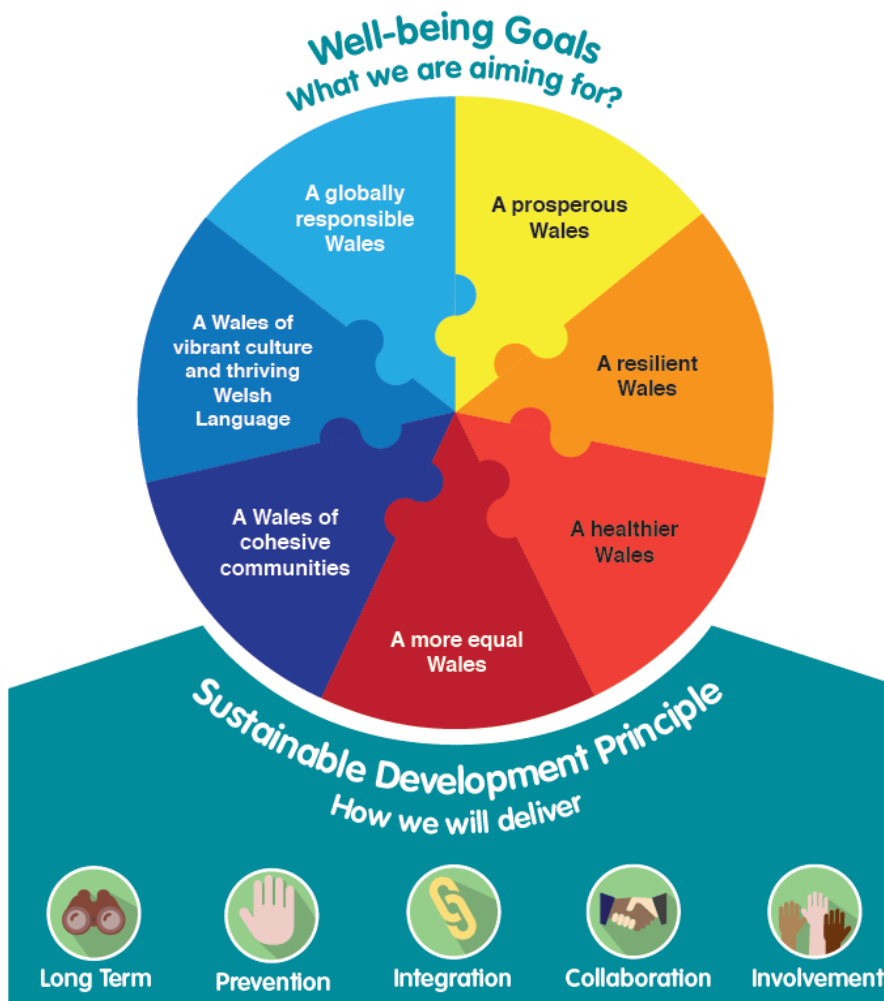 Well-being Goals
What we are aiming for?
A globally
responsible
Wales
A prosperous
Wales
A Wales of
vibrant culture
and thriving
Welsh
Language
A resilient
Wales
A Wales of
cohesive
communities
A healthier
Wales
A more equal
Wales
Sustainable Development Principle
How we will deliver
Long Term
Prevention
Integration
Collaboration
Involvement